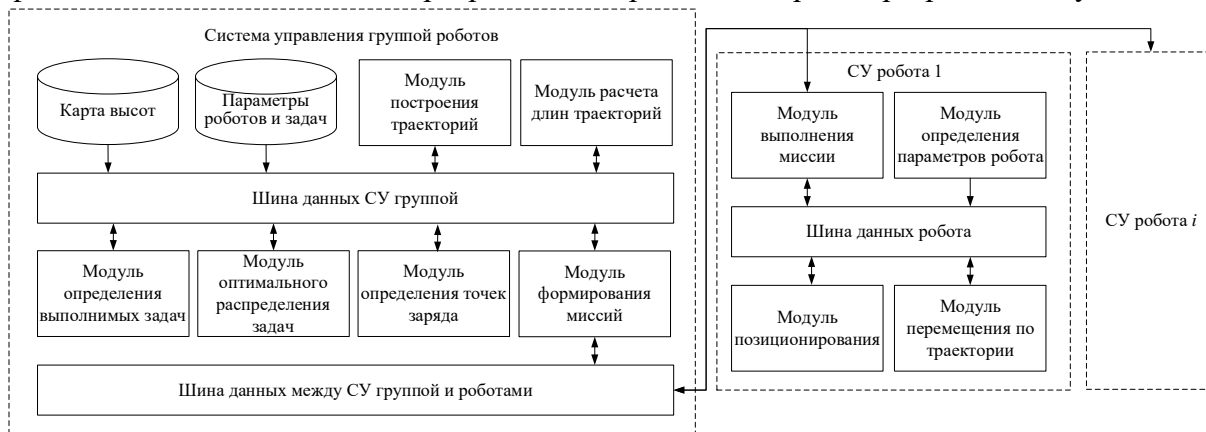 Система управления группой роботов
Карта высот
Параметры
роботов и задач
Модуль
построения
траекторий
Модуль расчета
длин траекторий
Шина данных СУ группой
Модуль
определения
выполнимых задач
Модуль
оптимального
распределения
задач
Модуль
определения точек
заряда
Модуль
формирования
миссий
Шина данных между СУ группой и роботами
СУ робота 1
Модуль
выполнения
миссии
Модуль
определения
параметров робота
Шина данных робота
Модуль
позиционирования
Модуль
перемещения по
траектории
СУ робота i